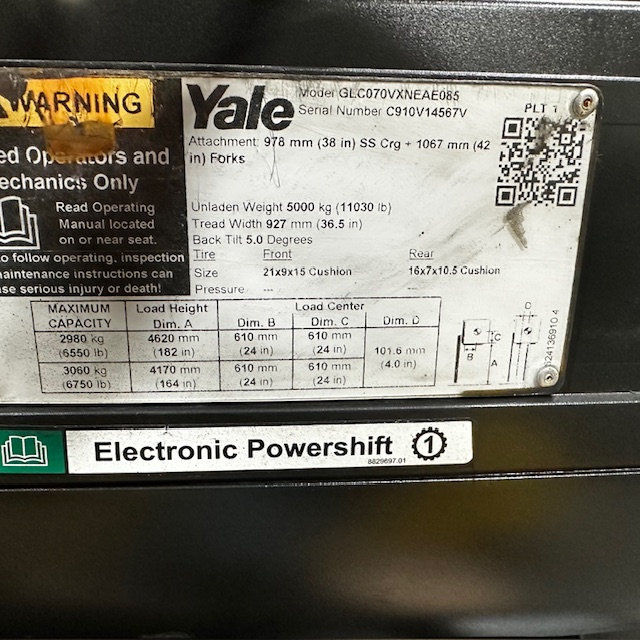 WARNING
ed Operators and
echanics Only
Read Operating
Manual located
on or near seat.
o follow operating, inspection
aintenance instructions can
se serious injury or death!
Yale
Model GLC070VXNEAE085
Serial Number C910V14567V
PLT 1
Attachment: 978 mm (38 in) SS Crg + 1067 mm (42
in) Forks
Unladen Weight 5000 kg (11030 lb)
Tread Width 927 mm (36.5 in)
Back Tilt 5.0 Degrees
Tire Front Rear
Size 21x9x15 Cushion 16x7x10.5 Cushion
Pressure --- ---
MAXIMUM CAPACITY Load Height Dim. A Load Center
Dim. B Dim. C Dim. D
2980 kg 4620 mm 610 mm 610 mm
(6550 lb) (182 in) (24 in) (24 in)
101.6 mm
(4.0 in)
3060 kg 4170 mm 610 mm 610 mm
(6750 lb) (164 in) (24 in) (24 in)
D
C
B
A
C
Electronic Powershift 1
8829697.01